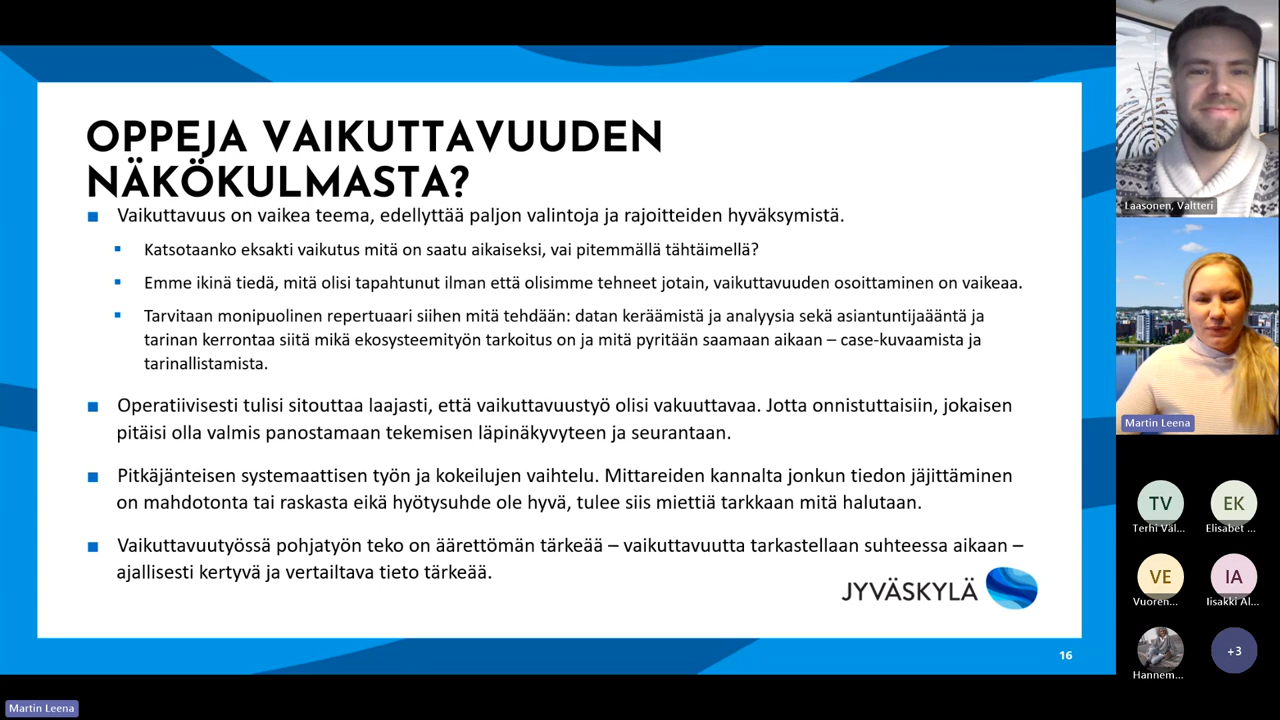 OPPEJA VAIKUTTAVUUDEN
NÄKÖKULMASTA?
Vaikuttavuus on vaikea teema, edellyttää paljon valintoja ja rajoitteiden hyväksymistä.
Katsotaanko eksakti vaikutus mitä on saatu aikaiseksi, vai pitemmällä tähtäimellä?
Emme ikinä tiedä, mitä olisi tapahtunut ilman että olisimme tehneet jotain, vaikuttavuuden osoittaminen on vaikeaa.
Tarvitaan monipuolinen repertuaari siihen mitä tehdään: datan keräämistä ja analyysia sekä asiantuntijaääntä ja
tarinan kerrontaa siitä mikä ekosysteemityön tarkoitus on ja mitä pyritään saamaan aikaan – case-kuvaamista ja
tarinallistamista.
Operatiivisesti tulisi sitouttaa laajasti, että vaikuttavuustyö olisi vakuuttavaa. Jotta onnistuttaisiin, jokaisen
pitäisi olla valmis panostamaan tekemisen läpinäkyvyteen ja seurantaan.
Pitkäjänteisen systemaattisen työn ja kokeilujen vaihtelu. Mittareiden kannalta jonkun tiedon jäjittäminen
on mahdotonta tai raskasta eikä hyötysuhde ole hyvä, tulee siis miettiä tarkkaan mitä halutaan.
Vaikuttavuutyössä pohjatyön teko on äärettömän tärkeää – vaikuttavuutta tarkastellaan suhteessa aikaan –
ajallisesti kertyvä ja vertailtava tieto tärkeää.
JYVÄSKYLÄ
16
Laasonen, Valtteri
Martin Leena
TV
EK
Terhi Väl...
Elisabet ...
VE
IA
Vuoren...
Iisakki Al...
Hannem...
+3
Martin Leena